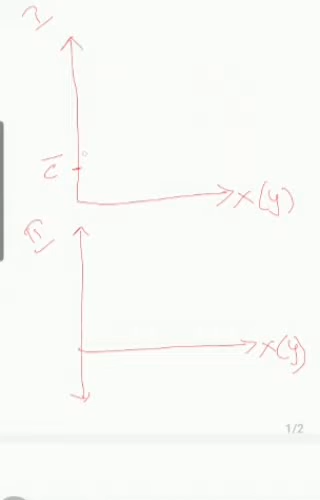 c̅
x(y)
π
x(y)
1/2